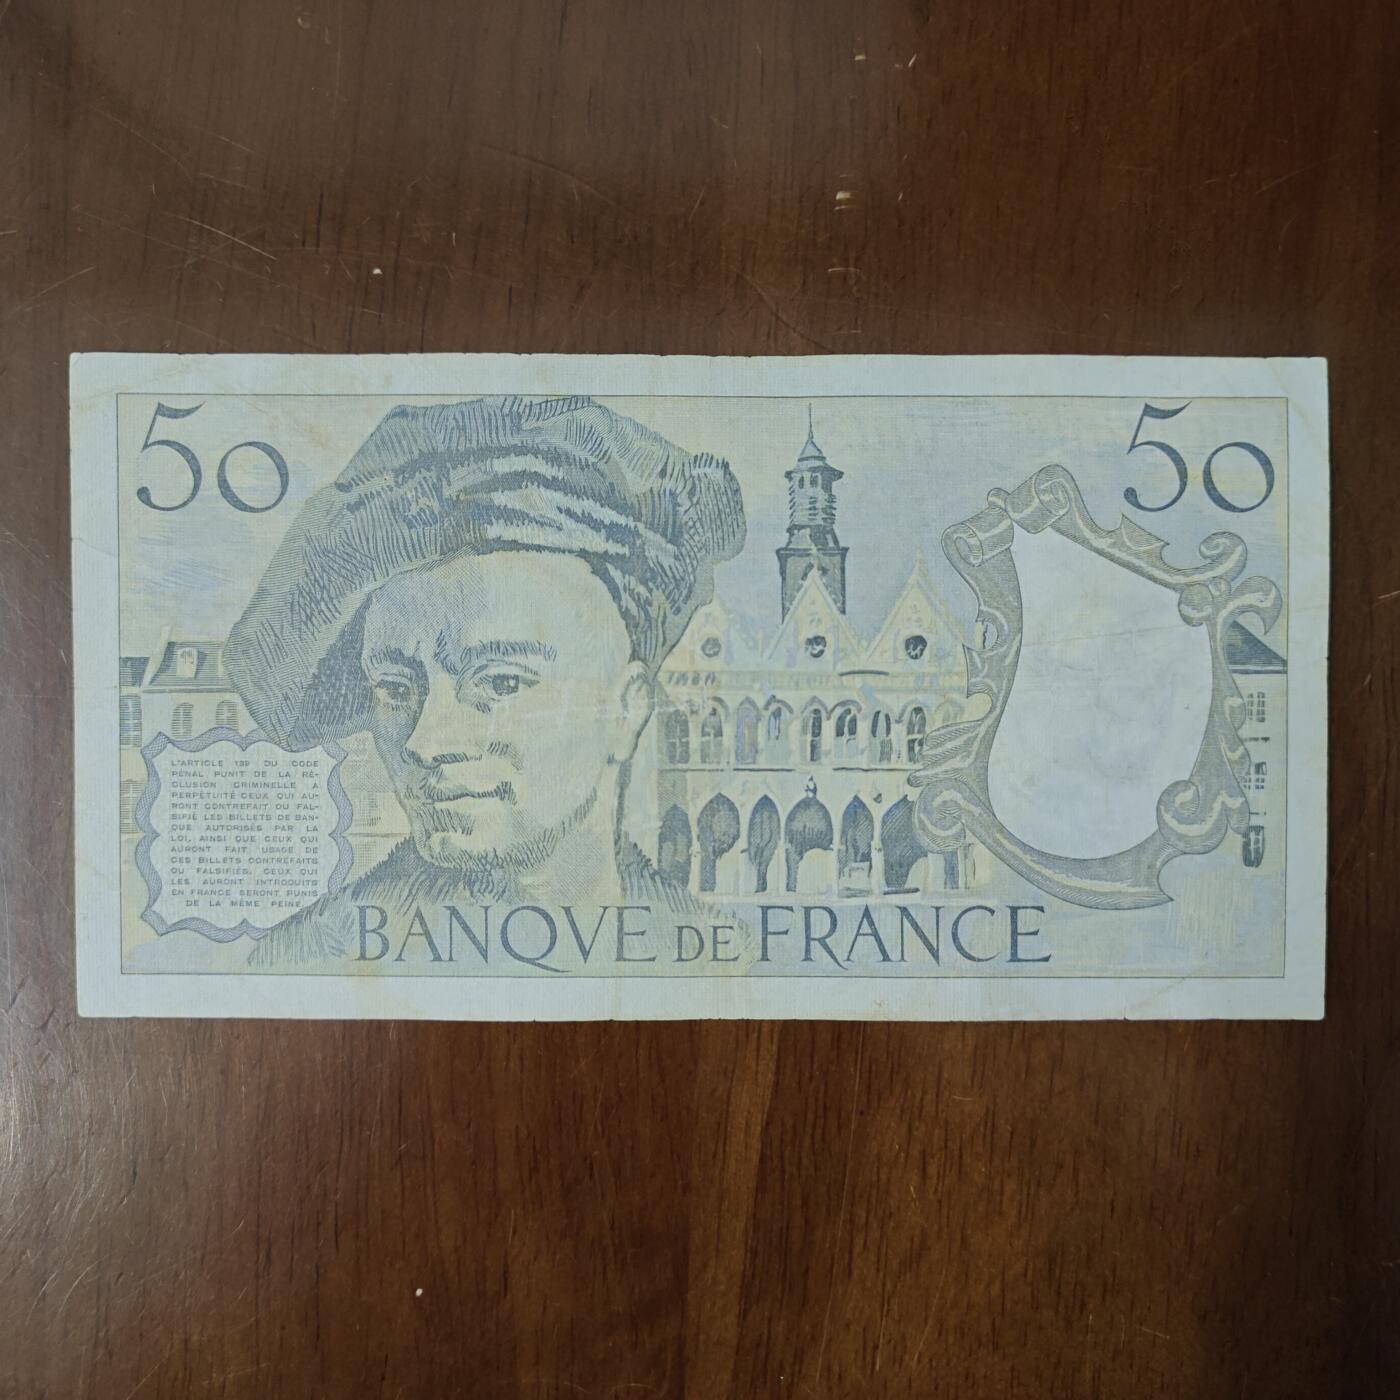 50
50
L'ARTICLE 139 DU CODE
PÉNAL PUNIT DE LA RÉ-
CLUSION CRIMINELLE À
PERPÉTUITÉ CEUX QUI AU-
RONT CONTREFAIT OU FAL-
SIFIÉ LES BILLETS DE BAN-
QUE AUTORISÉS PAR LA
LOI, AINSI QUE CEUX QUI
AURONT FAIT USAGE DE
CES BILLETS CONTREFAITS
OU FALSIFIÉS. CEUX QUI
LES AURONT INTRODUITS
EN FRANCE SERONT PUNIS
DE LA MÊME PEINE.
BANQVE DE FRANCE